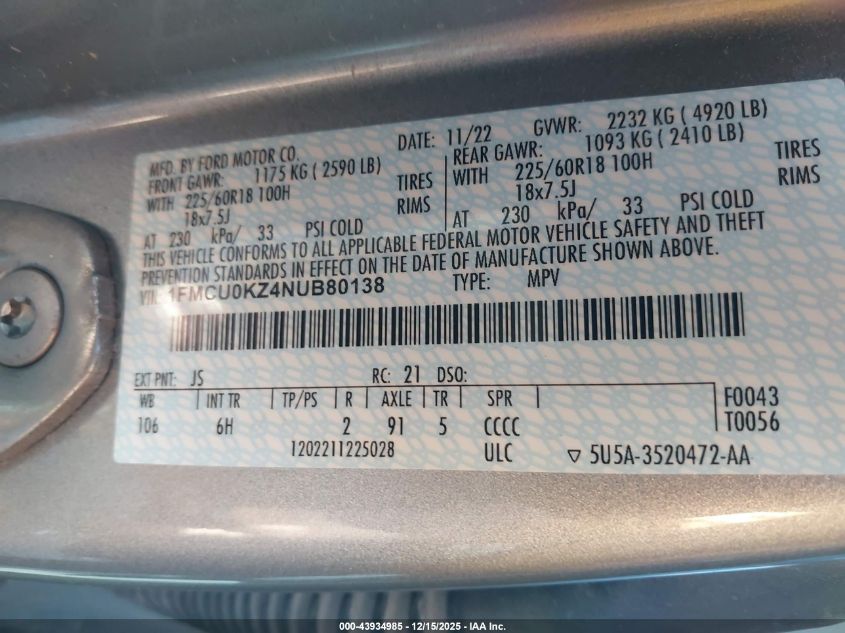 MFD. BY FORD MOTOR CO. DATE: 11/22 GVWR: 2232 KG ( 4920 LB)
FRONT GAWR: 1175 KG ( 2590 LB) REAR GAWR: 1093 KG ( 2410 LB)
WITH 225/60R18 100H TIRES WITH 225/60R18 100H TIRES
18x7.5J RIMS 18x7.5J RIMS
AT 230 kPa/ 33 PSI COLD AT 230 kPa/ 33 PSI COLD
THIS VEHICLE CONFORMS TO ALL APPLICABLE FEDERAL MOTOR VEHICLE SAFETY AND THEFT
PREVENTION STANDARDS IN EFFECT ON THE DATE OF MANUFACTURE SHOWN ABOVE.
VIN: 1FMCU0KZ4NUB80138 TYPE: MPV
EXT PNT: JS RC: 21 DSO:
WB INT TR TP/PS R AXLE TR SPR F0043
106 6H 2 91 5 CCCC T0056
1202211225028 ULC ▽ 5U5A-3520472-AA
000-43934985 - 12/15/2025 - IAA Inc.